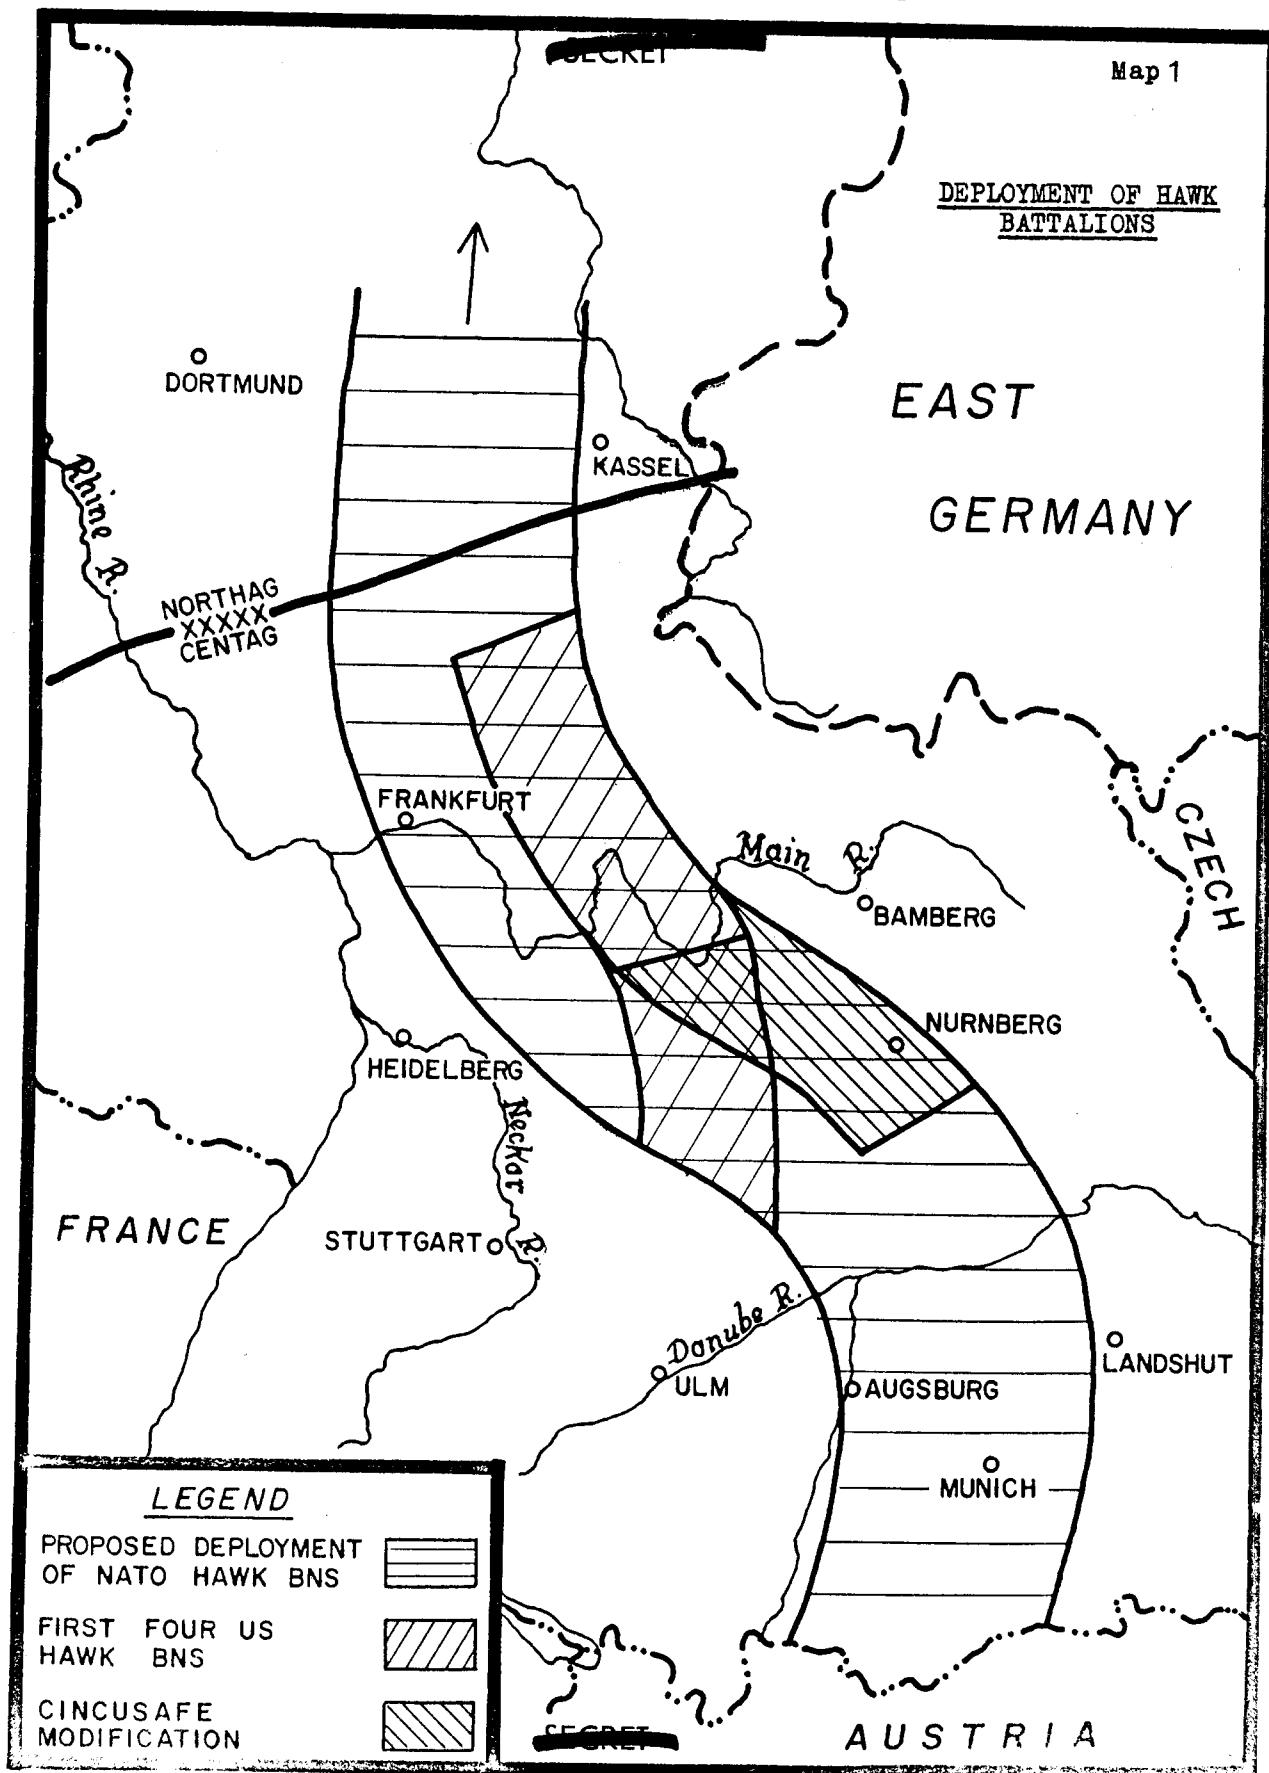 SECRET
Map 1
DEPLOYMENT OF HAWK
BATTALIONS
DORTMUND
EAST
GERMANY
KASSEL
Rhine R.
NORTHAG
XXXXX
CENTAG
FRANKFURT
Main R.
CZECH
BAMBERG
NURNBERG
HEIDELBERG
Neckar R.
FRANCE
STUTTGART
Danube R.
ULM
LANDSHUT
AUGSBURG
MUNICH
LEGEND
PROPOSED DEPLOYMENT
OF NATO HAWK BNS
FIRST FOUR US
HAWK BNS
CINCUSAFE
MODIFICATION
SECRET
AUSTRIA